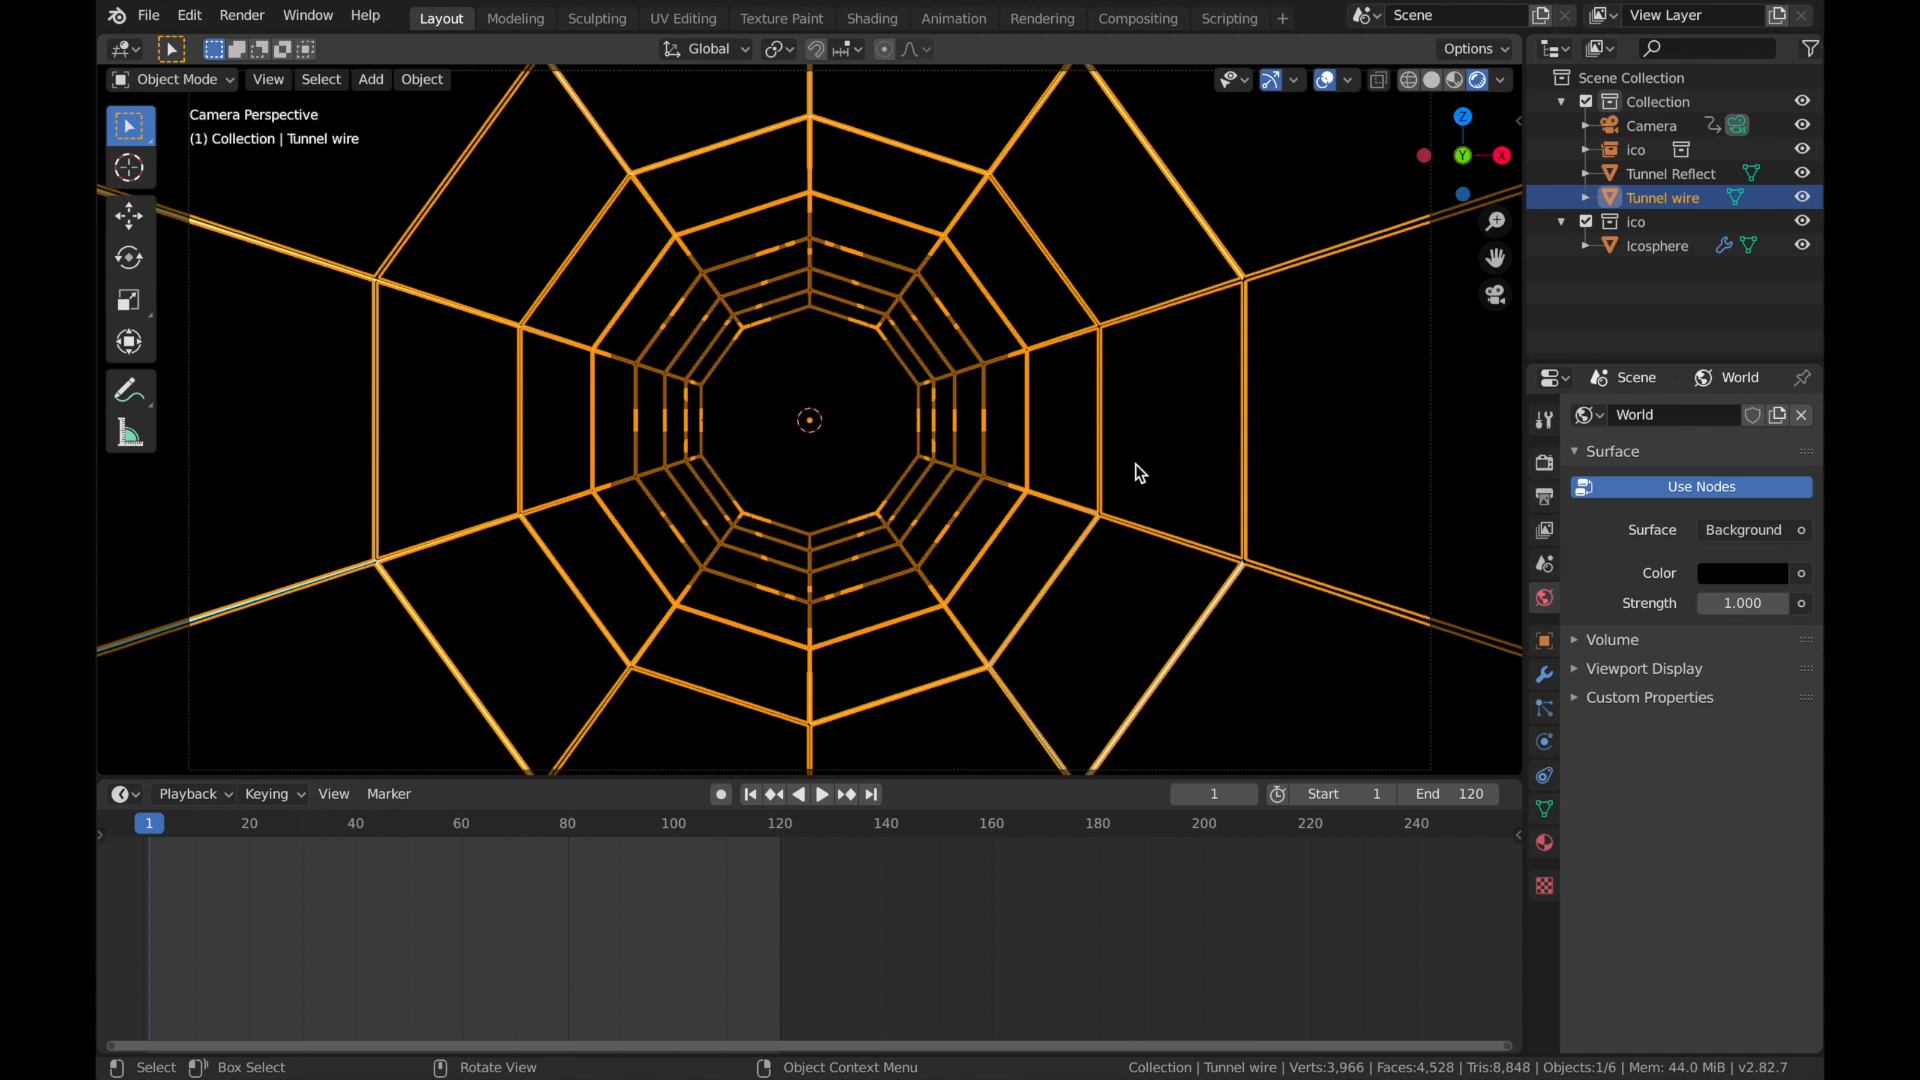 File Edit Render Window Help Layout Modeling Sculpting UV Editing Texture Paint Shading Animation Rendering Compositing Scripting + Scene View Layer
Global Options
Object Mode View Select Add Object
Camera Perspective
(1) Collection | Tunnel wire
Z
Y X
Scene Collection
Collection
Camera
ico
Tunnel Reflect
Tunnel wire
ico
Icosphere
Scene World
World
Surface
Use Nodes
Surface Background
Color
Strength 1.000
Volume
Viewport Display
Custom Properties
Playback Keying View Marker 1 Start 1 End 120
1 20 40 60 80 100 120 140 160 180 200 220 240
Select Box Select Rotate View Object Context Menu Collection | Tunnel wire | Verts:3,966 | Faces:4,528 | Tris:8,848 | Objects:1/6 | Mem: 44.0 MiB | v2.82.7